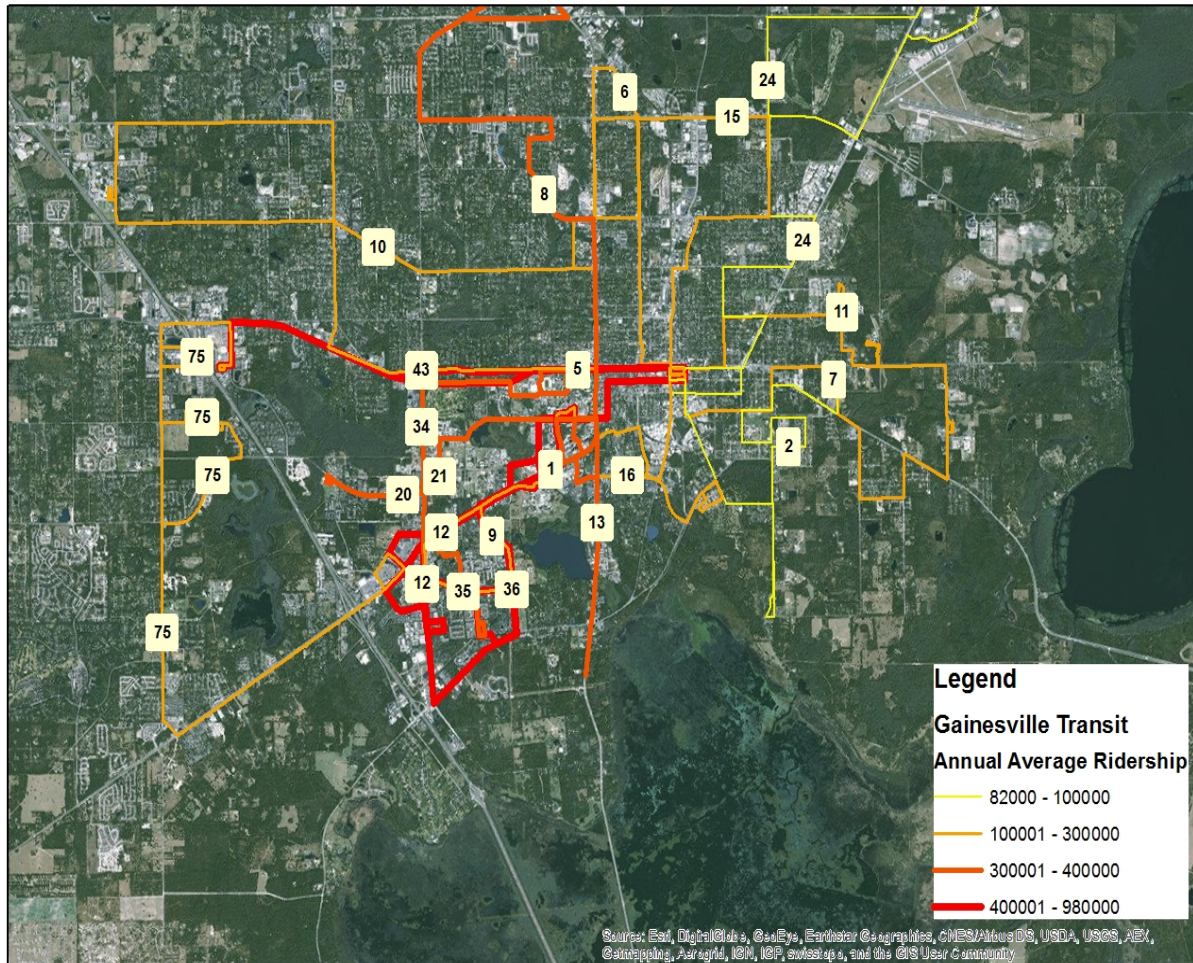 6
24
15
8
24
10
11
75
43
5
7
75
34
2
75
21
1
16
20
12
9
13
12
35
36
75
Legend
Gainesville Transit
Annual Average Ridership
82000 - 100000
100001 - 300000
300001 - 400000
400001 - 980000
Source: Esri, DigitalGlobe, GeoEye, Earthstar Geographics, CNES/Airbus DS, USDA, USGS, AEX,
Getmapping, Aerogrid, IGN, IGP, swisstopo, and the GIS User Community